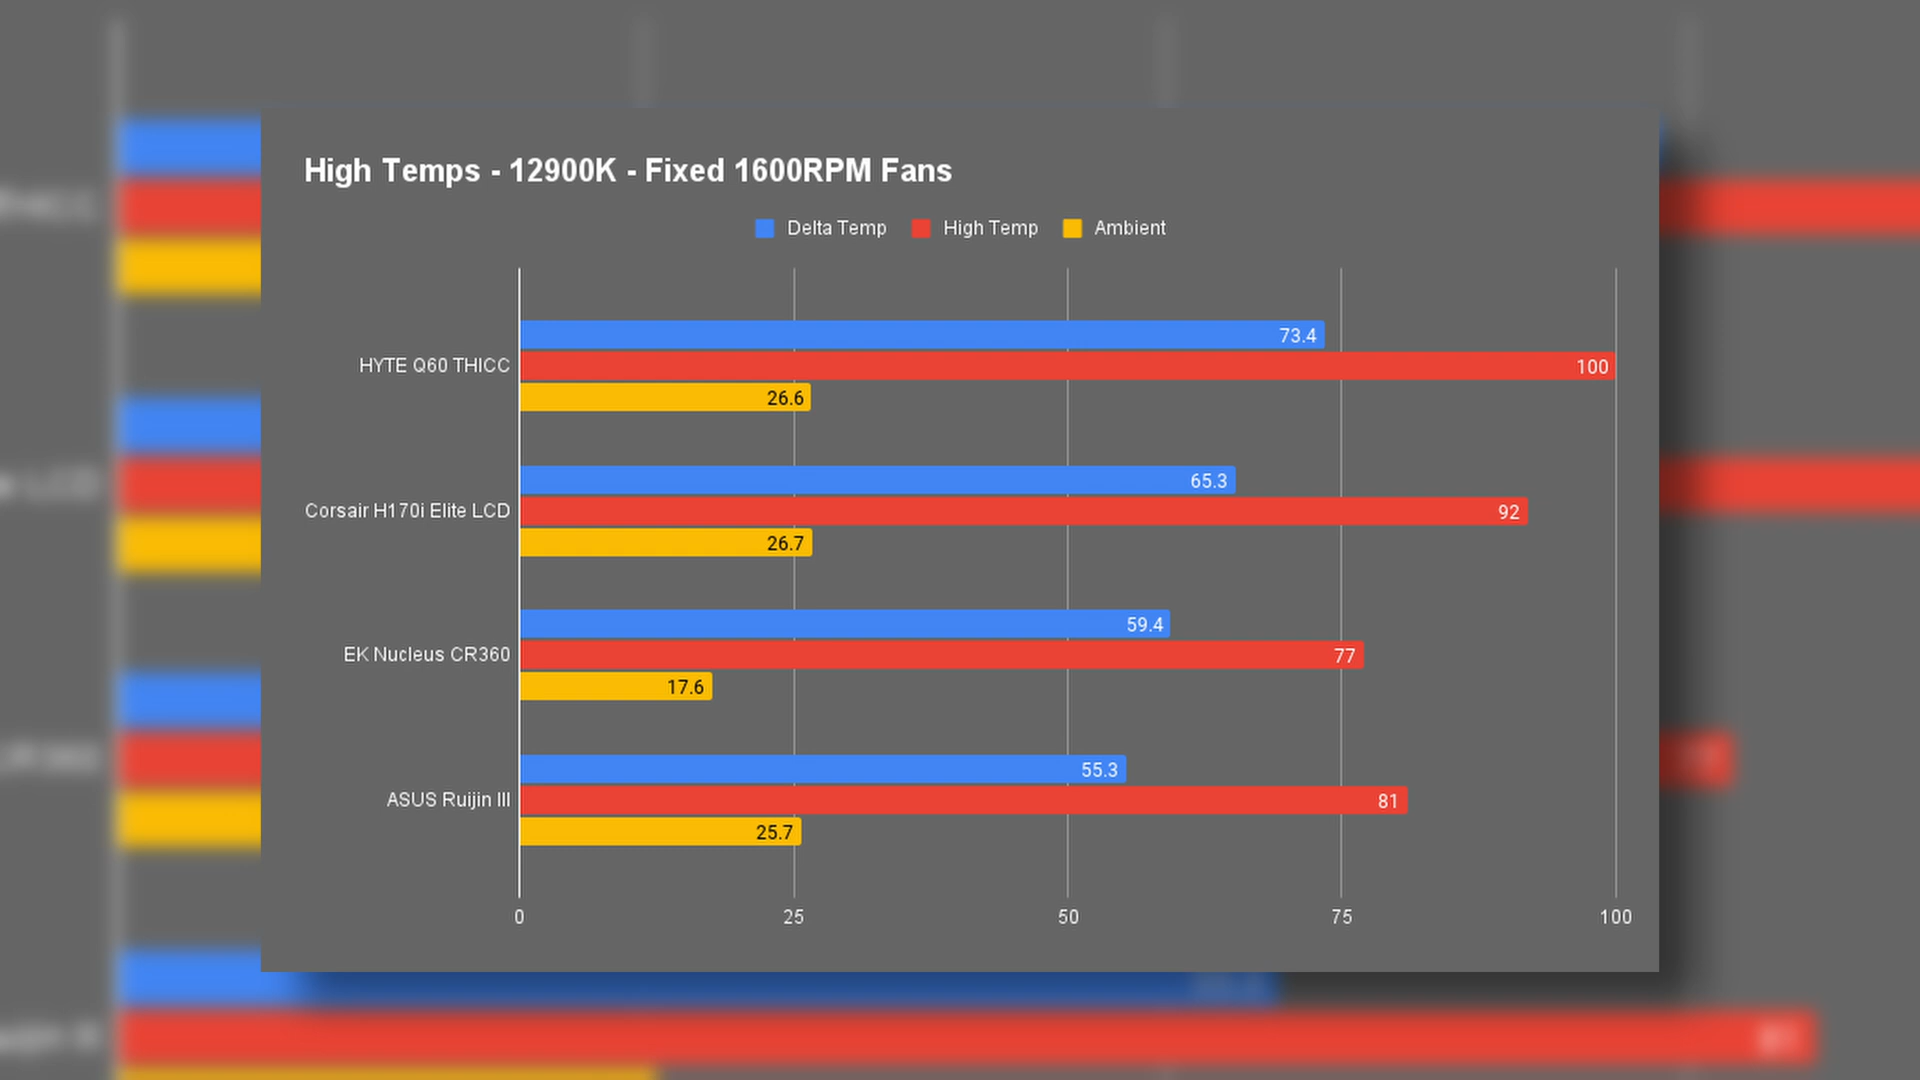 High Temps - 12900K - Fixed 1600RPM Fans
Delta Temp High Temp Ambient
73.4
HYTE Q60 THICC 100
26.6
65.3
Corsair H170i Elite LCD 92
26.7
59.4
EK Nucleus CR360 77
17.6
55.3
ASUS Ruijin III 81
25.7
0 25 50 75 100